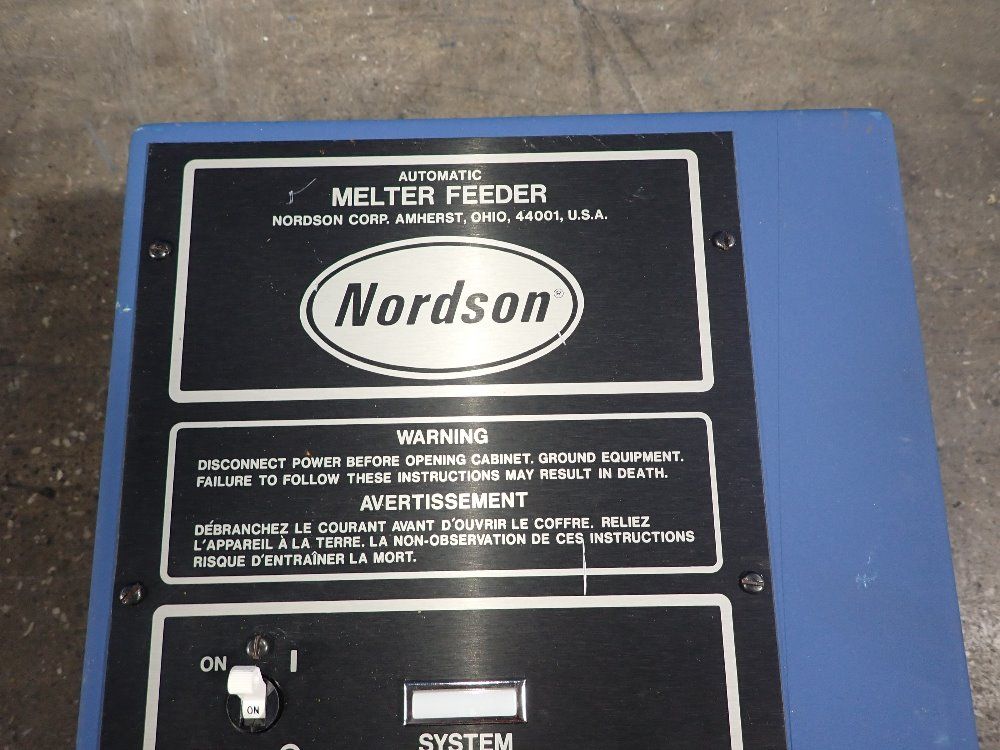 AUTOMATIC
MELTER FEEDER
NORDSON CORP. AMHERST, OHIO, 44001, U.S.A.
Nordson®
WARNING
DISCONNECT POWER BEFORE OPENING CABINET. GROUND EQUIPMENT.
FAILURE TO FOLLOW THESE INSTRUCTIONS MAY RESULT IN DEATH.
AVERTISSEMENT
DÉBRANCHEZ LE COURANT AVANT D'OUVRIR LE COFFRE. RELIEZ
L'APPAREIL À LA TERRE. LA NON-OBSERVATION DE CES INSTRUCTIONS
RISQUE D'ENTRAÎNER LA MORT.
ON I
ON
SYSTEM